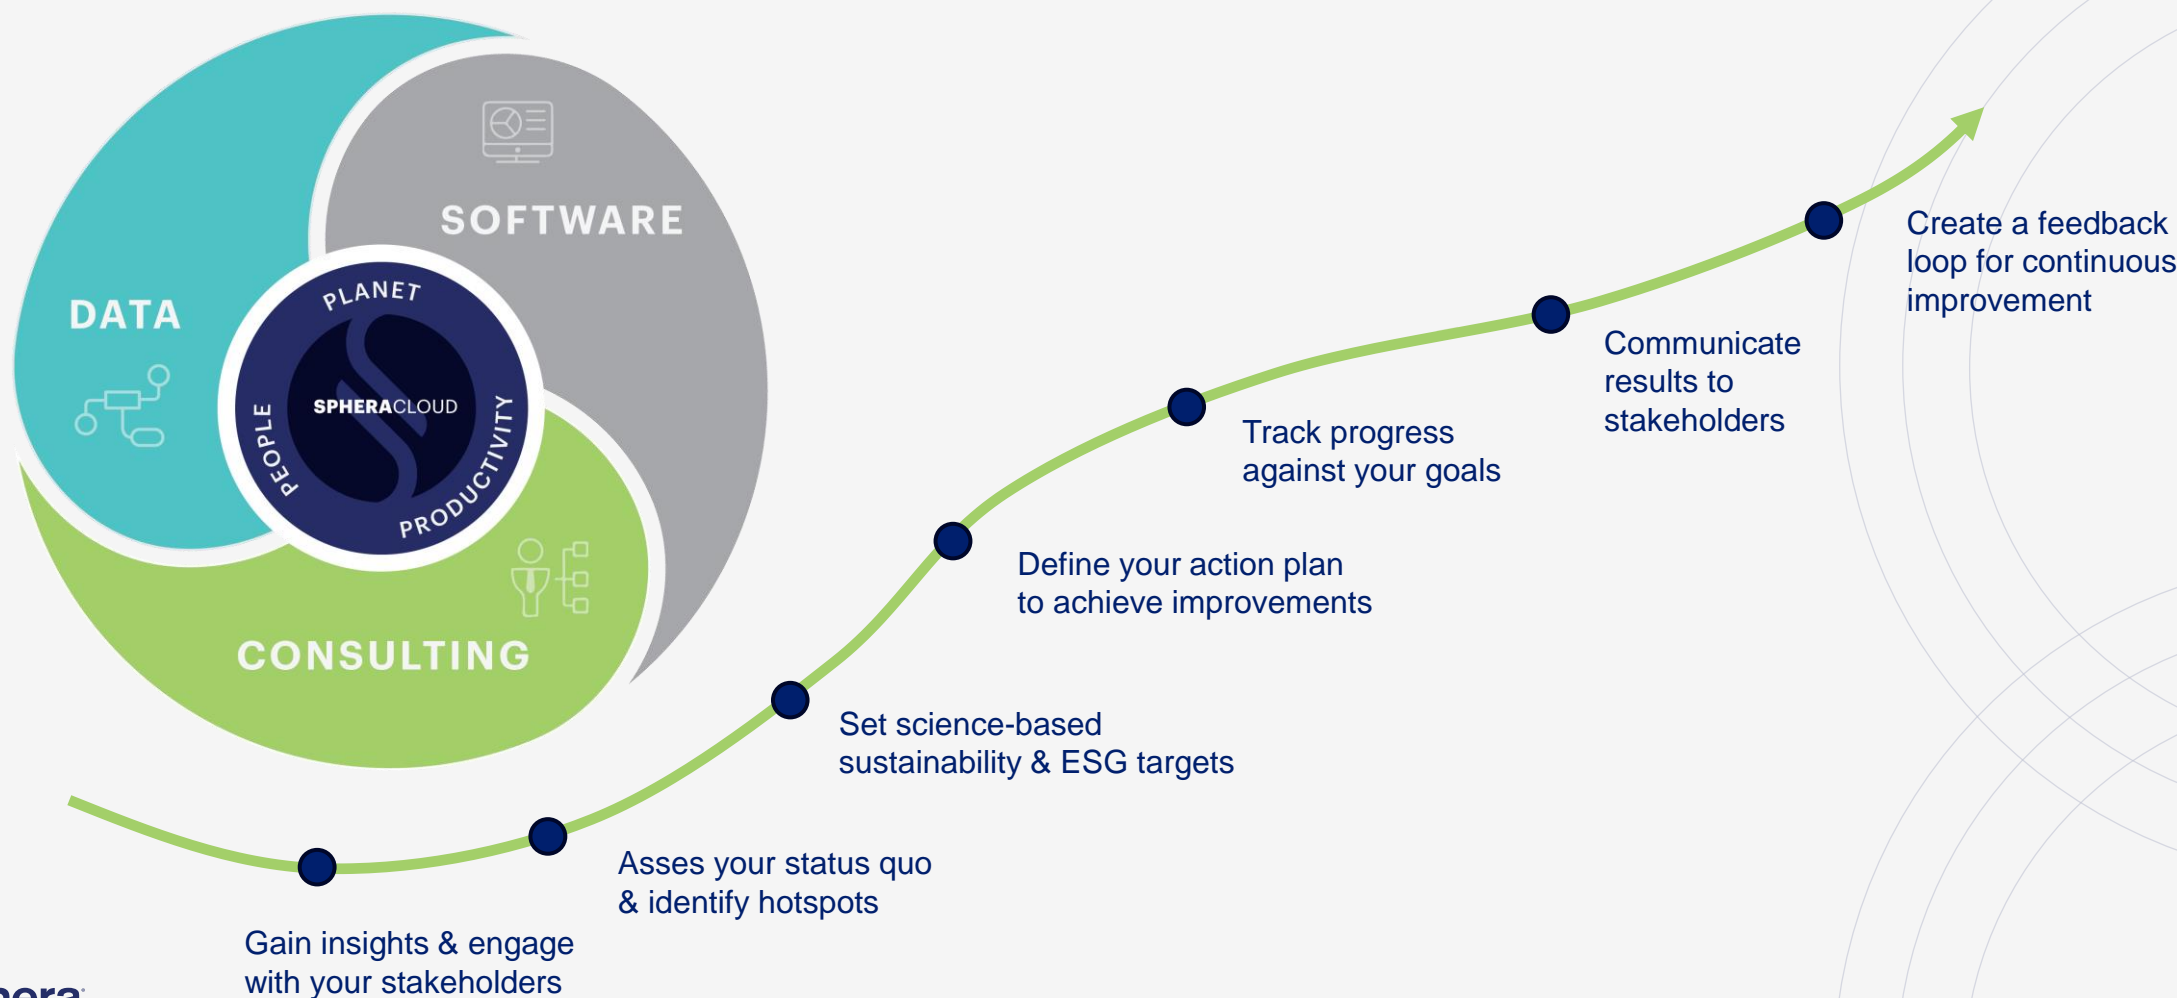 SOFTWARE
DATA
PLANET
PEOPLE
PRODUCTIVITY
SPHERACLOUD
CONSULTING
Create a feedback
loop for continuous
improvement
Communicate
results to
stakeholders
Track progress
against your goals
Define your action plan
to achieve improvements
Set science-based
sustainability & ESG targets
Asses your status quo
& identify hotspots
Gain insights & engage
with your stakeholders